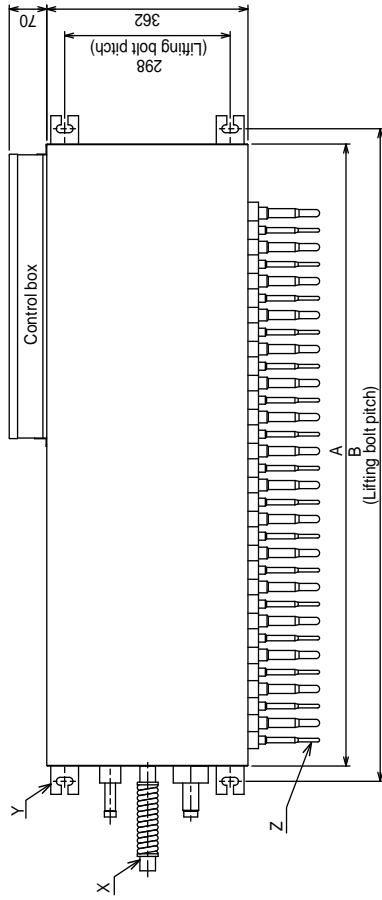 70
362
298
(Lifting bolt pitch)
Control box
A
B
(Lifting bolt pitch)
Y
X
Z